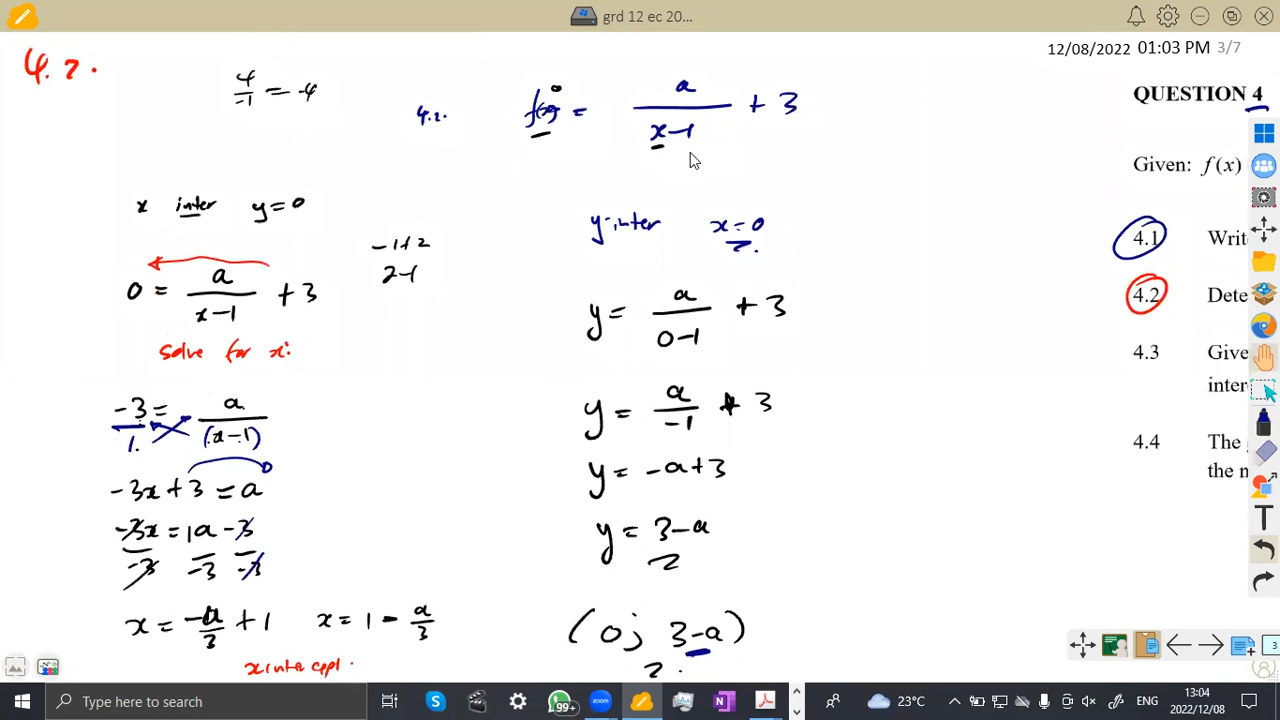 grd 12 ec 20...
12/08/2022 01:03 PM 3/7
4.2.
4/-1 = -4
4.2. f(x) 0 = a/(x-1) + 3
QUESTION 4
Given: f(x)
x inter y=0
y-inter x=0
-1+2
2-1
4.1 Writ
0 = a/(x-1) + 3
y = a/(0-1) + 3
4.2 Dete
solve for x:
4.3 Give
inter
-3/1 = a/(x-1)
y = a/-1 + 3
4.4 The
the n
-3x+3 = a
y = -a+3
-3x/-3 = 1a/-3 -3/-3
y = 3-a
x = -a/3 + 1 x = 1 - a/3
(0; 3-a)
x intercept.
3
Type here to search
99+
23°C
ENG
13:04
2022/12/08